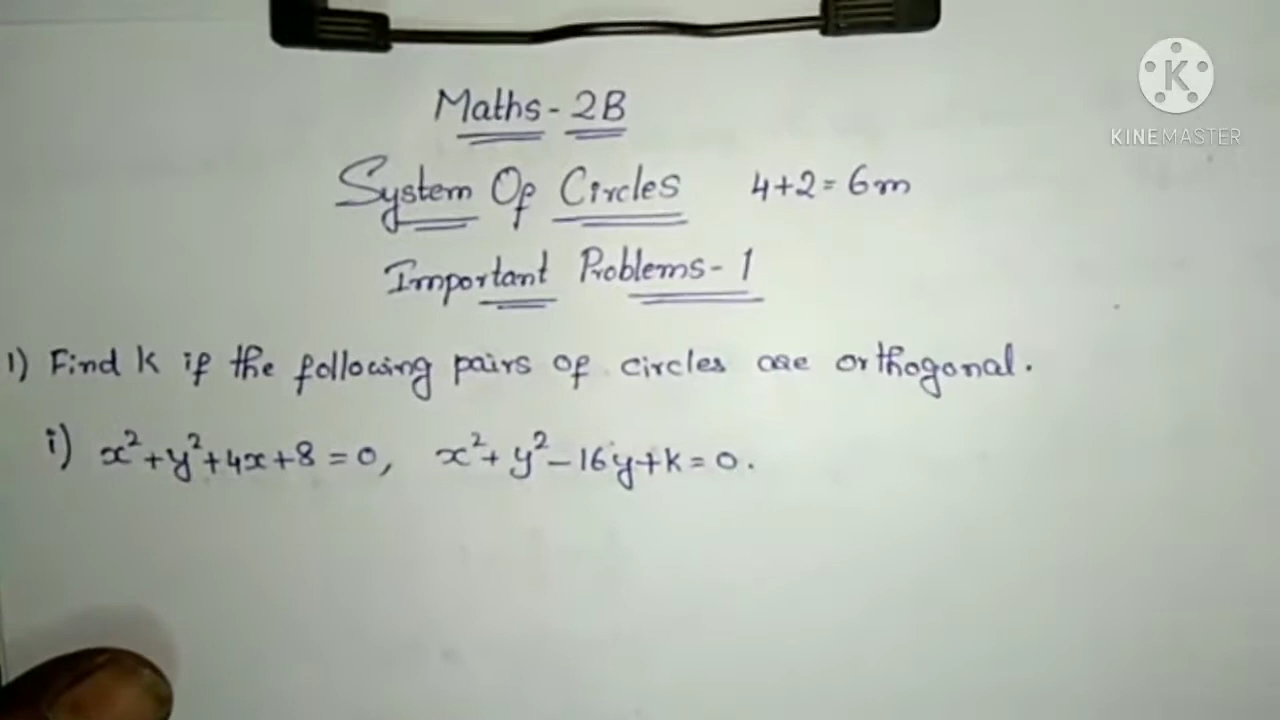 Maths-2B
System Of Circles 4+2=6m
Important Problems-1
1) Find k if the following pairs of circles are orthogonal.
i) x²+y²+4x+8=0, x²+y²-16y+k=0.
K
KINEMASTER